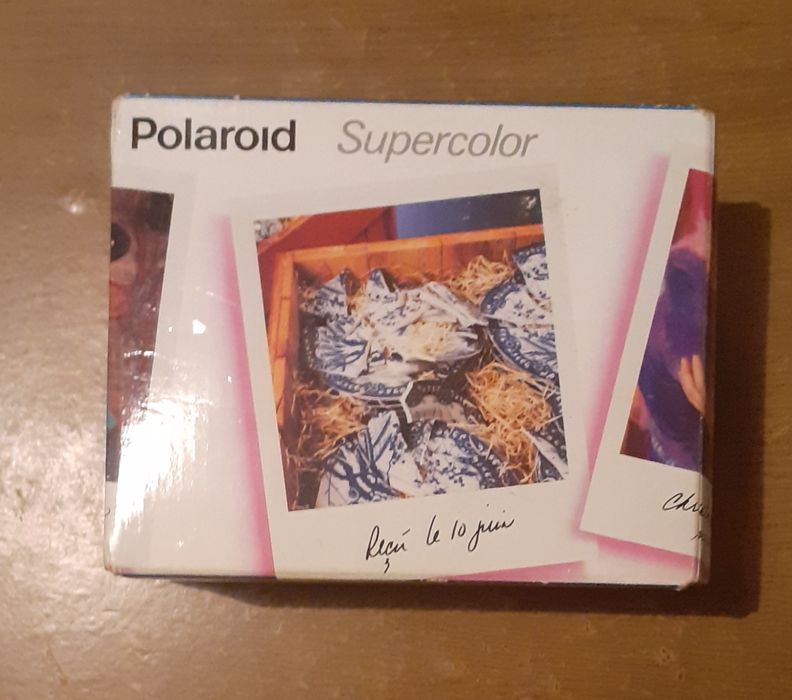 Polaroid Supercolor
Reçu le 10 juin